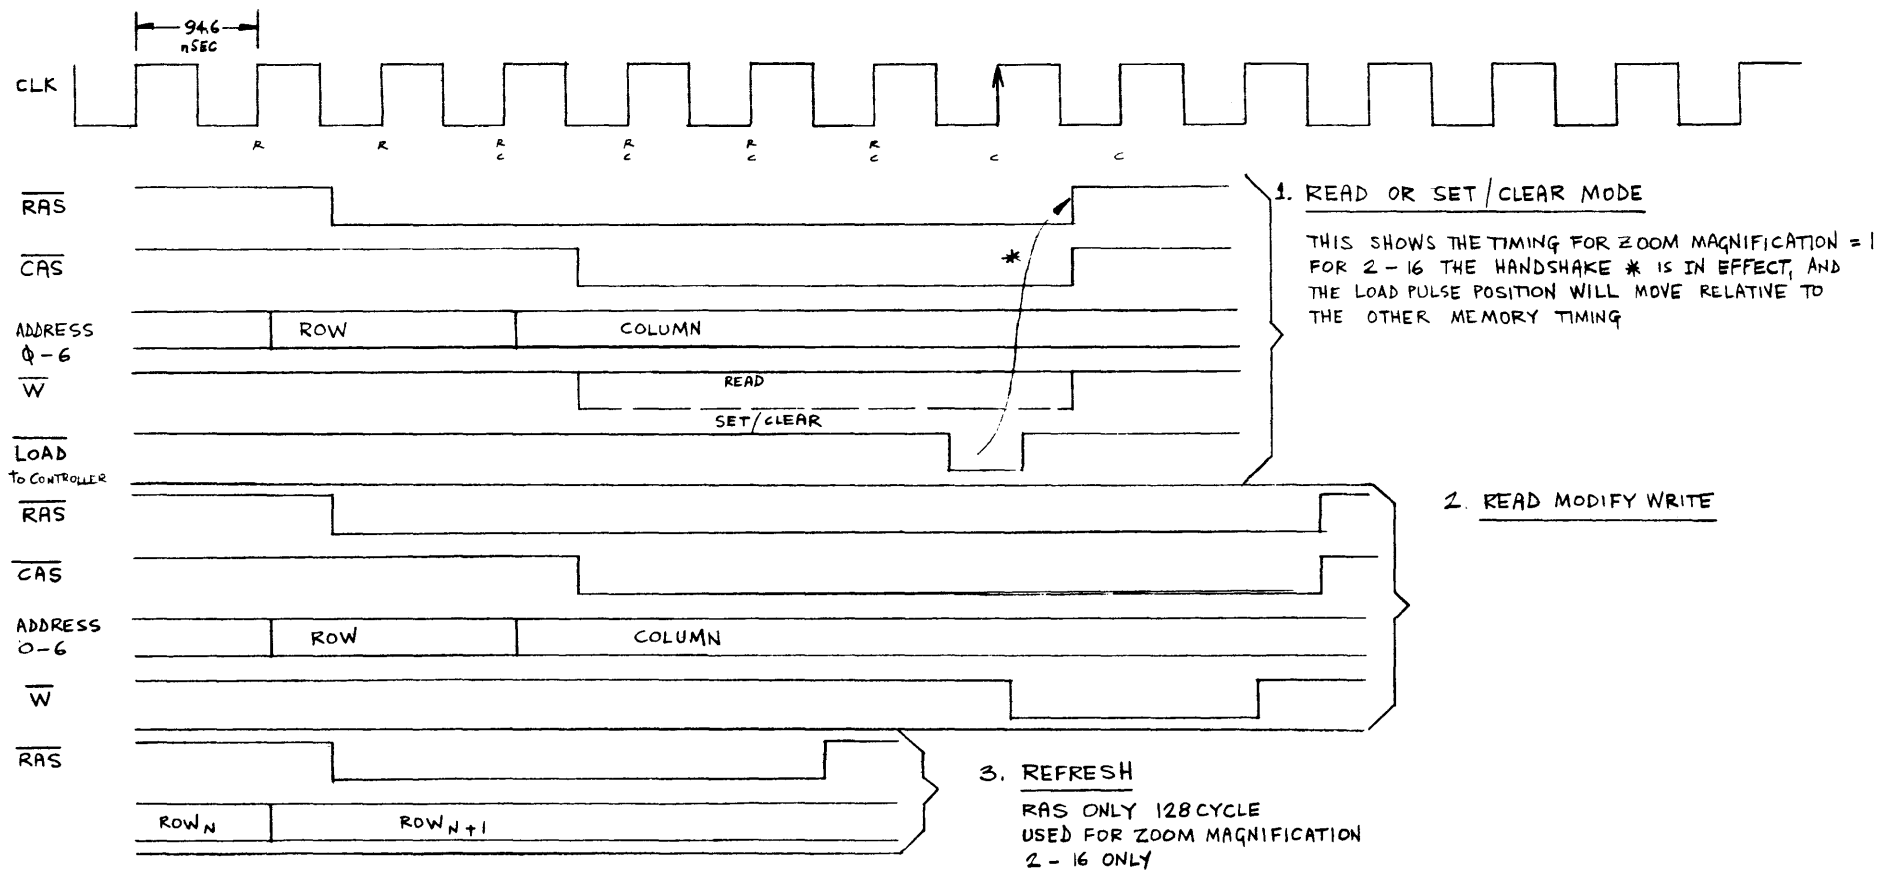 94.6
nSEC
CLK
R R R R R R C C
C C C C
RAS
CAS
*
ADDRESS
φ-6
ROW COLUMN
W
READ
SET/CLEAR
LOAD
TO CONTROLLER
1. READ OR SET/CLEAR MODE
THIS SHOWS THE TIMING FOR ZOOM MAGNIFICATION = 1
FOR 2-16 THE HANDSHAKE * IS IN EFFECT, AND
THE LOAD PULSE POSITION WILL MOVE RELATIVE TO
THE OTHER MEMORY TIMING
RAS
CAS
ADDRESS
0-6
ROW COLUMN
W
2. READ MODIFY WRITE
RAS
ROW N ROW N+1
3. REFRESH
RAS ONLY 128 CYCLE
USED FOR ZOOM MAGNIFICATION
2-16 ONLY